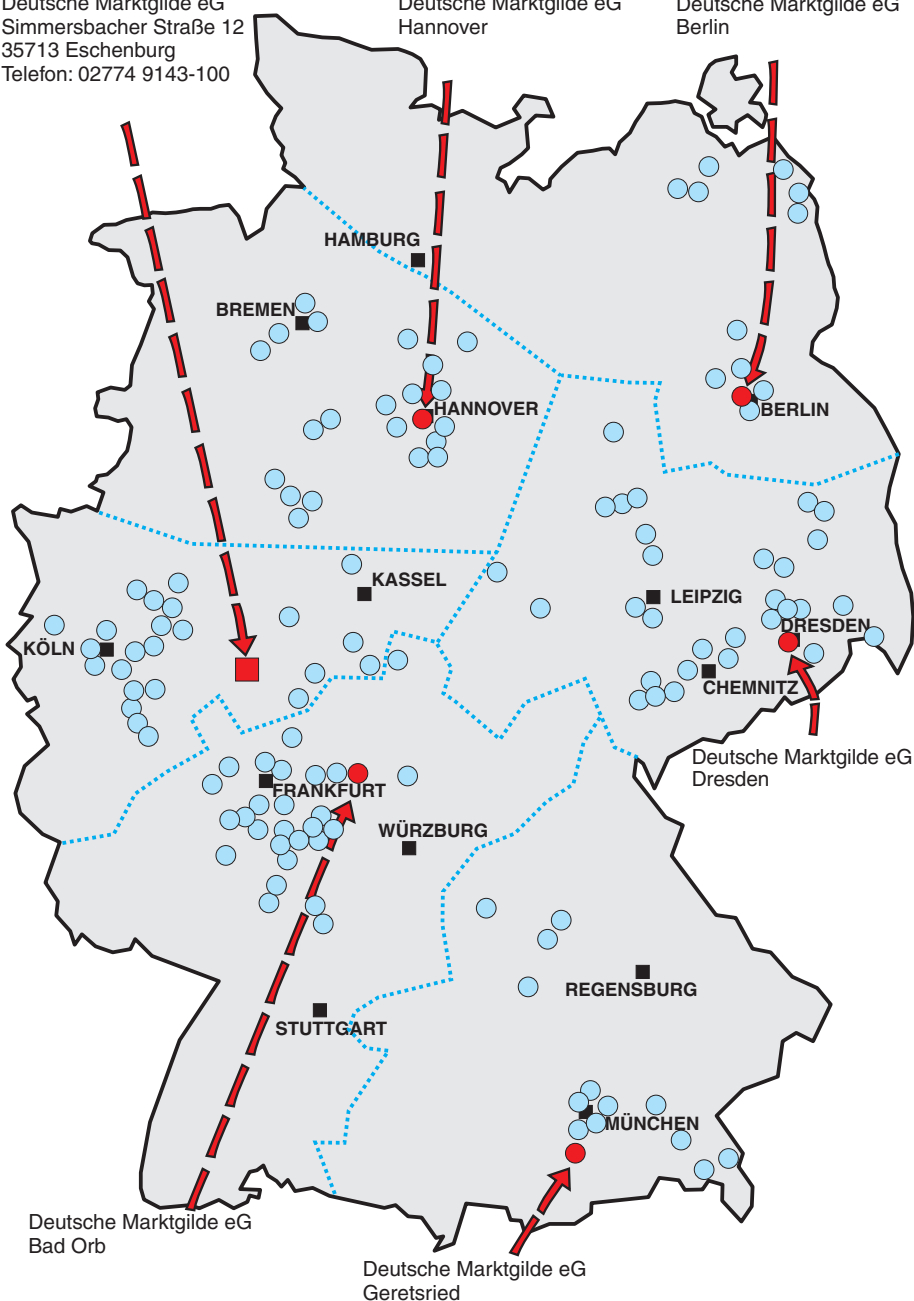 Deutsche Marktgilde eG
Simmersbacher Straße 12
35713 Eschenburg
Telefon: 02774 9143-100
Deutsche Marktgilde eG
Hannover
Deutsche Marktgilde eG
Berlin
HAMBURG
BREMEN
HANNOVER
BERLIN
KASSEL
LEIPZIG
KÖLN
DRESDEN
CHEMNITZ
Deutsche Marktgilde eG
Dresden
FRANKFURT
WÜRZBURG
REGENSBURG
STUTTGART
MÜNCHEN
Deutsche Marktgilde eG
Bad Orb
Deutsche Marktgilde eG
Geretsried